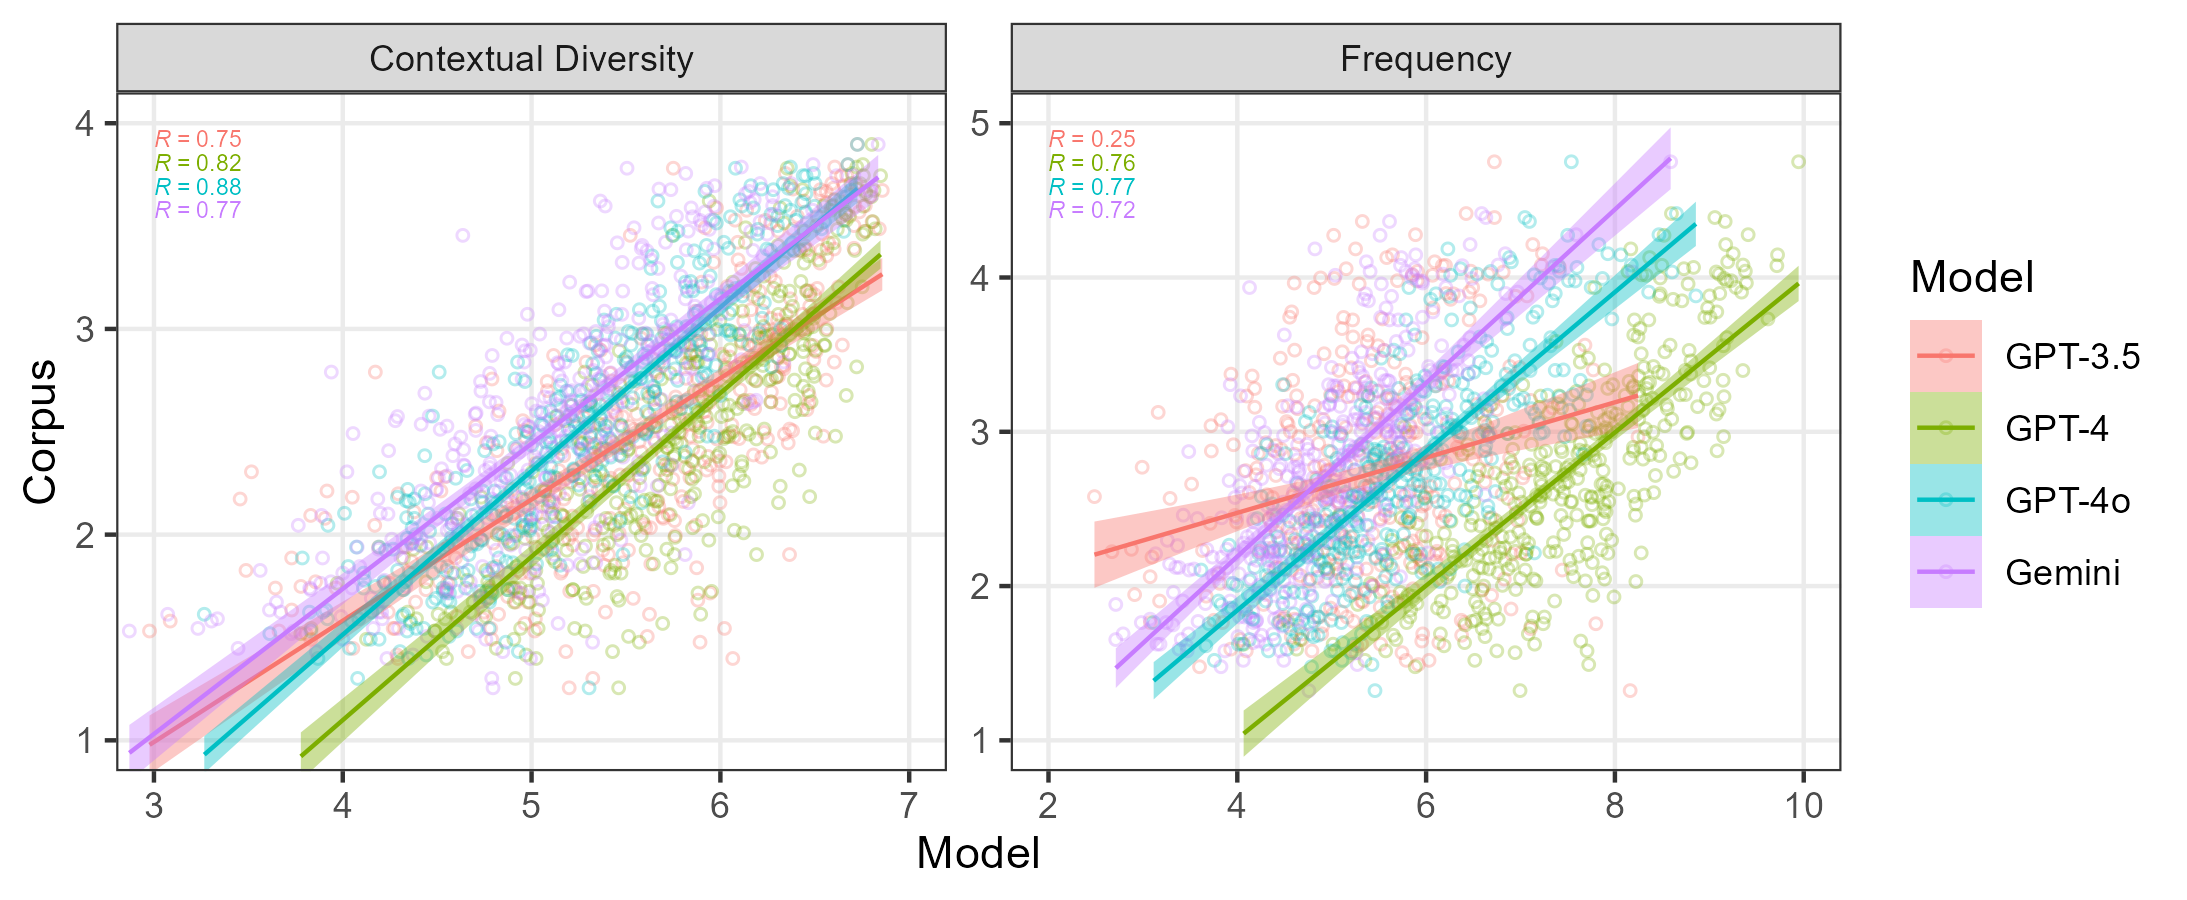 Contextual Diversity
Frequency
4
3
2
1
R = 0.75
R = 0.82
R = 0.88
R = 0.77
3 4 5 6 7
5
4
3
2
1
R = 0.25
R = 0.76
R = 0.77
R = 0.72
2 4 6 8 10
Corpus
Model
Model
GPT-3.5
GPT-4
GPT-4o
Gemini